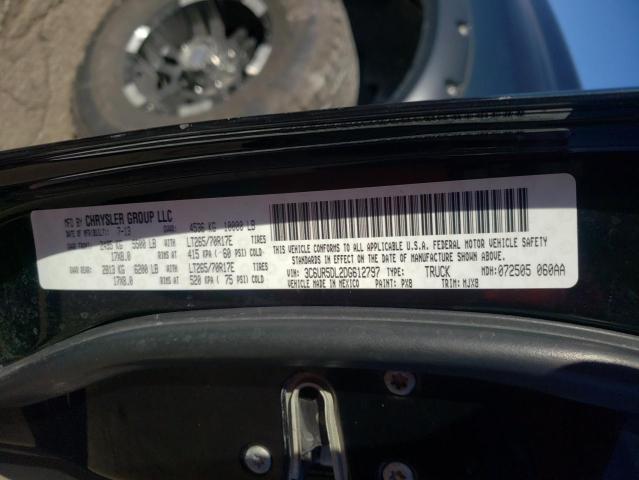 MFD BY CHRYSLER GROUP LLC
DATE OF MFR(BUILT): 7-13 GVWR: 4536 KG 10000 LB
GAWR FRONT: 2495 KG 5500 LB WITH LT265/70R17E TIRES
17X8.0 RIMS AT 415 KPA ( 60 PSI) COLD
GAWR REAR: 2813 KG 6200 LB WITH LT265/70R17E TIRES
17X8.0 RIMS AT 520 KPA ( 75 PSI) COLD
THIS VEHICLE CONFORMS TO ALL APPLICABLE U.S.A. FEDERAL MOTOR VEHICLE SAFETY
STANDARDS IN EFFECT ON THE DATE OF MANUFACTURE SHOWN ABOVE.
VIN: 3C6UR5DL2DG612797 TYPE: TRUCK MDH: 072505 060AA
VEHICLE MADE IN MEXICO PAINT: PX8 TRIM: MJX8